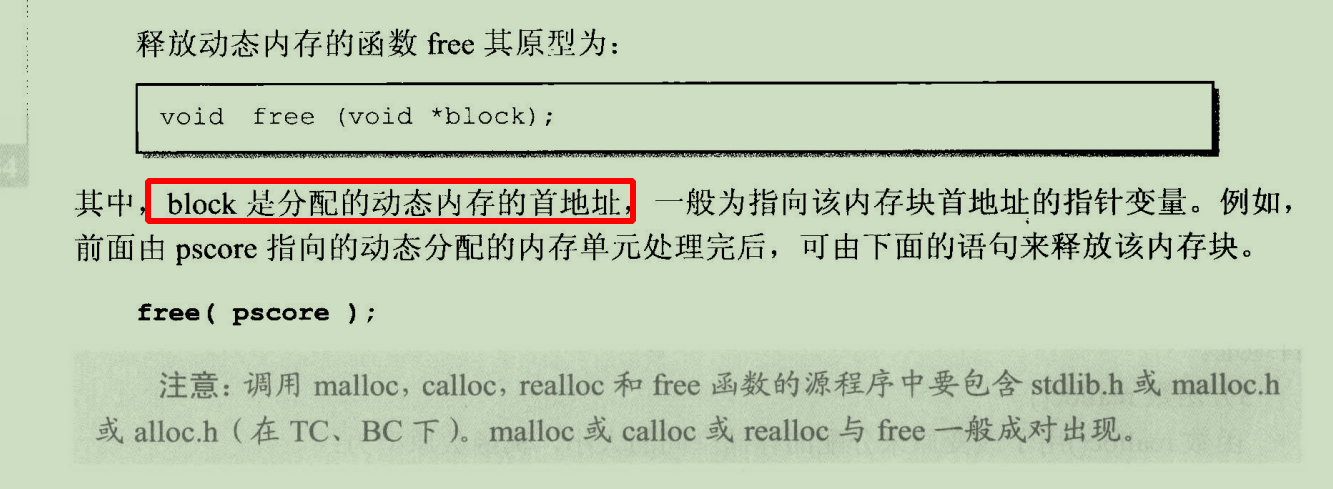 释放动态内存的函数 free 其原型为：
void free (void *block);
其中，block 是分配的动态内存的首地址，一般为指向该内存块首地址的指针变量。例如，
前面由 pscore 指向的动态分配的内存单元处理完后，可由下面的语句来释放该内存块。
free( pscore );
注意：调用 malloc，calloc，realloc 和 free 函数的源程序中要包含 stdlib.h 或 malloc.h
或 alloc.h（在 TC、BC 下）。malloc 或 calloc 或 realloc 与 free 一般成对出现。